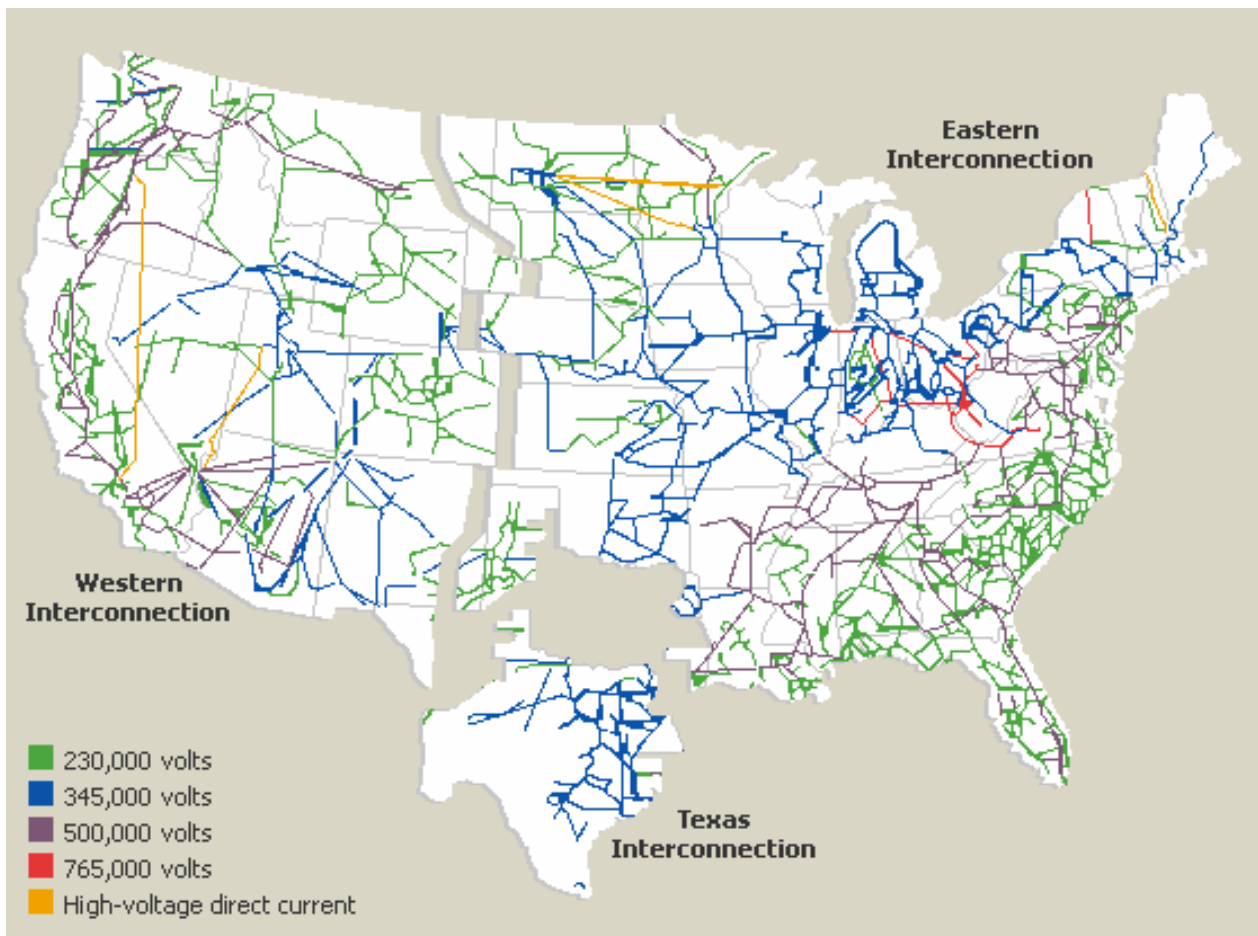 Eastern
Interconnection
Western
Interconnection
Texas
Interconnection
230,000 volts
345,000 volts
500,000 volts
765,000 volts
High-voltage direct current